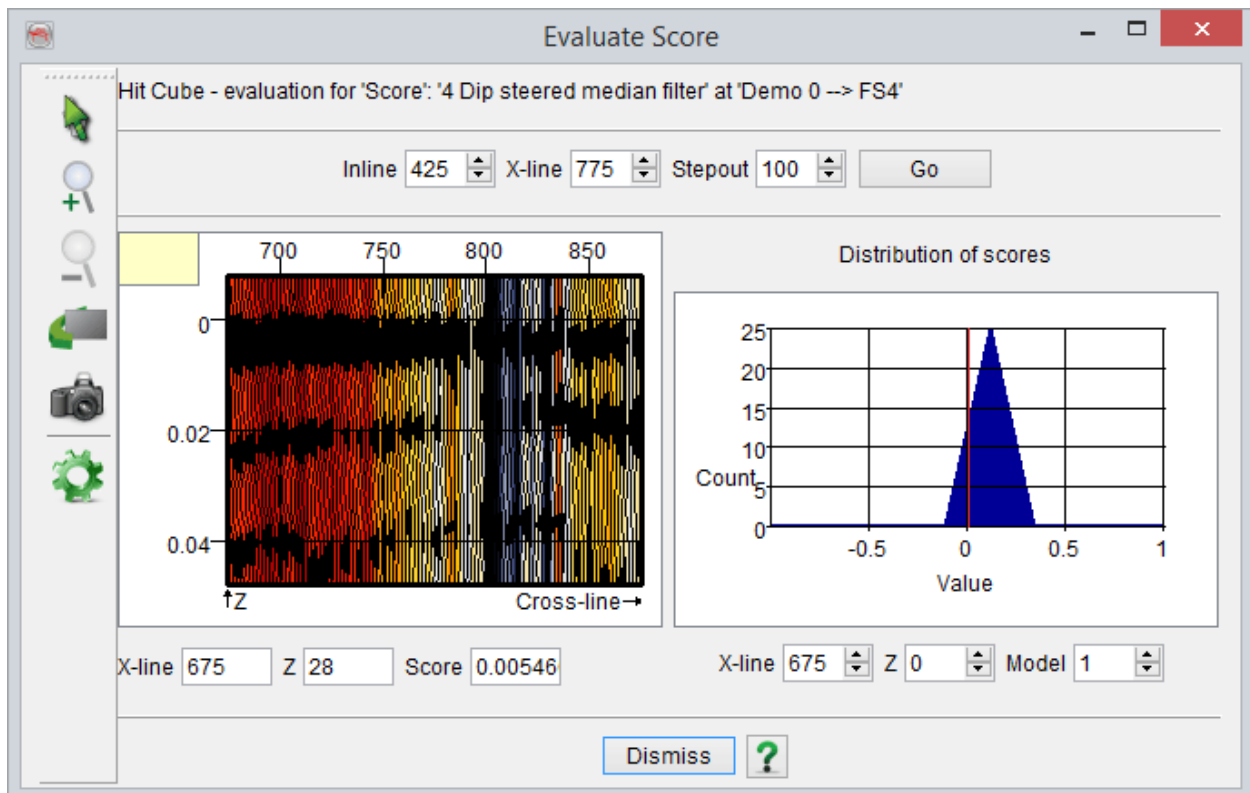 Evaluate Score
Hit Cube - evaluation for 'Score': '4 Dip steered median filter' at 'Demo 0 --> FS4'
Inline 425 X-line 775 Stepout 100 Go
700 750 800 850
0
0.02
0.04
Z Cross-line
Distribution of scores
25
20
15
10
Count 5
0
-0.5 0 0.5 1
Value
X-line 675 Z 28 Score 0.00546
X-line 675 Z 0 Model 1
Dismiss ?